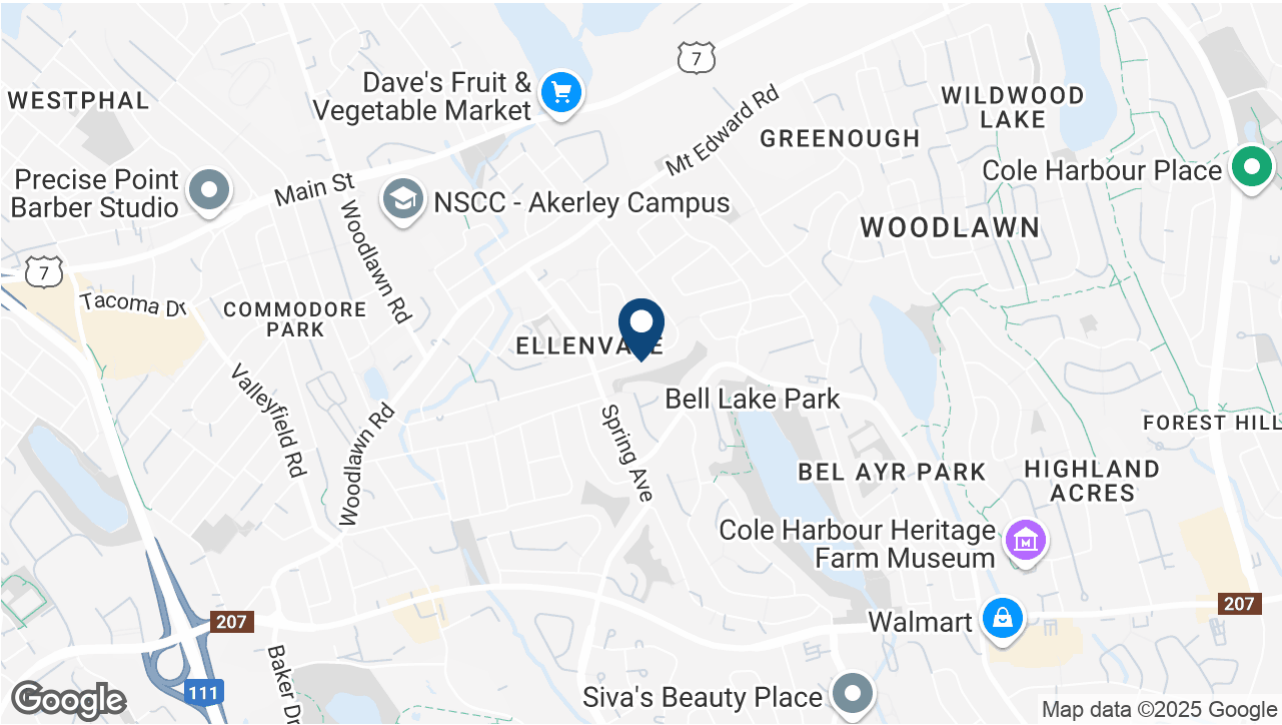 7
Dave's Fruit &
Vegetable Market
WESTPHAL
Mt Edward Rd
WILDWOOD
LAKE
GREENOUGH
Cole Harbour Place
Precise Point
Barber Studio
Main St
NSCC - Akerley Campus
WOODLAWN
Woodlawn Rd
7
Tacoma Dr
COMMODORE
PARK
ELLENVALE
Bell Lake Park
Valleyfield Rd
Woodlawn Rd
Spring Ave
FOREST HILL
BEL AYR PARK
HIGHLAND
ACRES
Cole Harbour Heritage
Farm Museum
207
207
Walmart
Baker Dr
111
Siva's Beauty Place
Google
Map data ©2025 Google